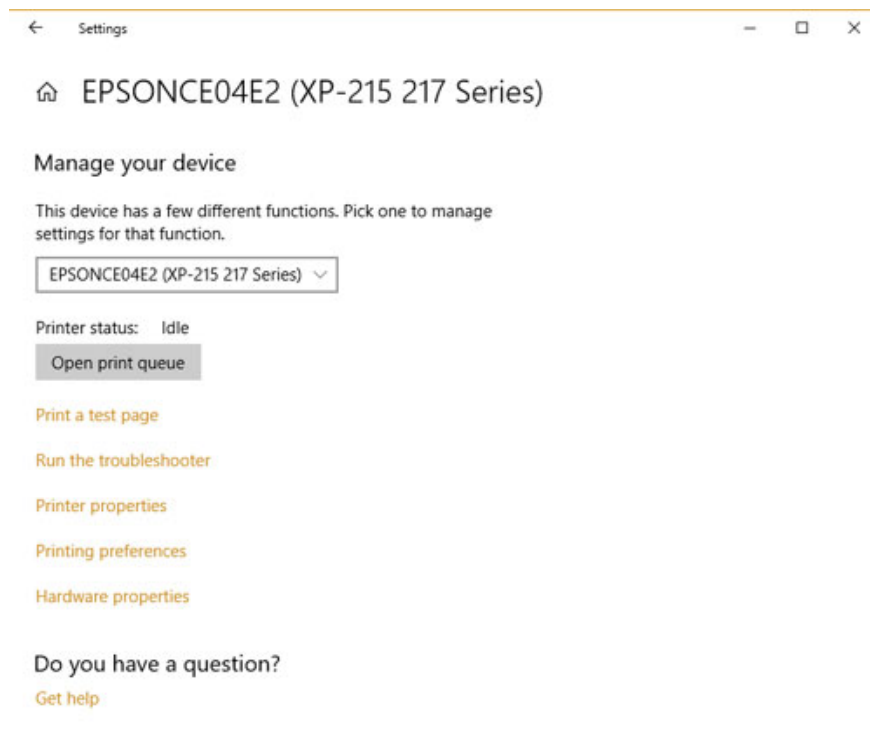 Settings
EPSONCE04E2 (XP-215 217 Series)
Manage your device
This device has a few different functions. Pick one to manage
settings for that function.
EPSONCE04E2 (XP-215 217 Series)
Printer status: Idle
Open print queue
Print a test page
Run the troubleshooter
Printer properties
Printing preferences
Hardware properties
Do you have a question?
Get help